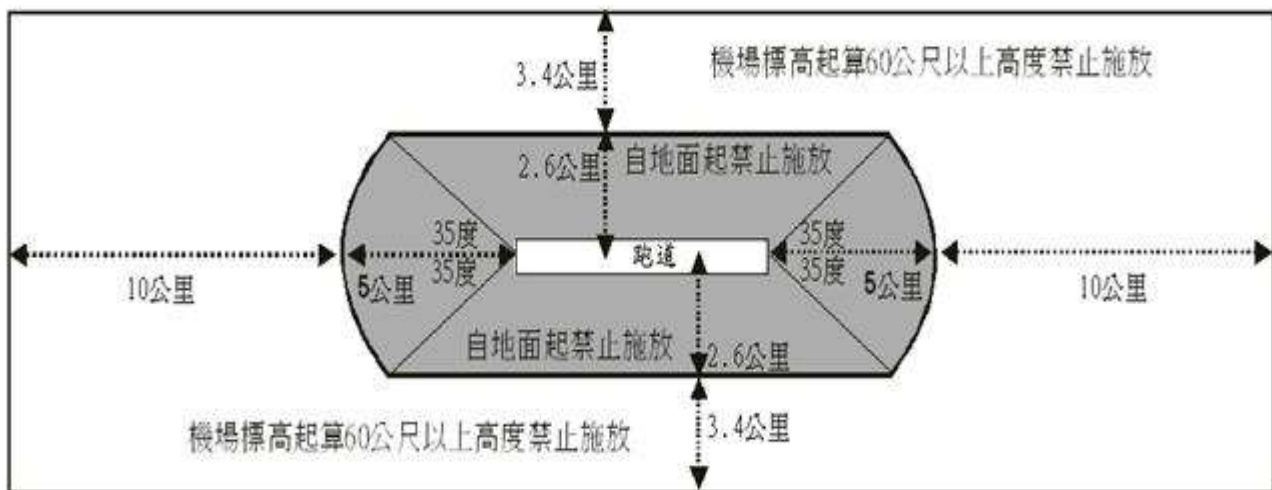 機場標高起算60公尺以上高度禁止施放
3.4公里
2.6公里
自地面起禁止施放
35度
35度
跑道
35度
35度
10公里
5公里
5公里
10公里
自地面起禁止施放
2.6公里
機場標高起算60公尺以上高度禁止施放
3.4公里